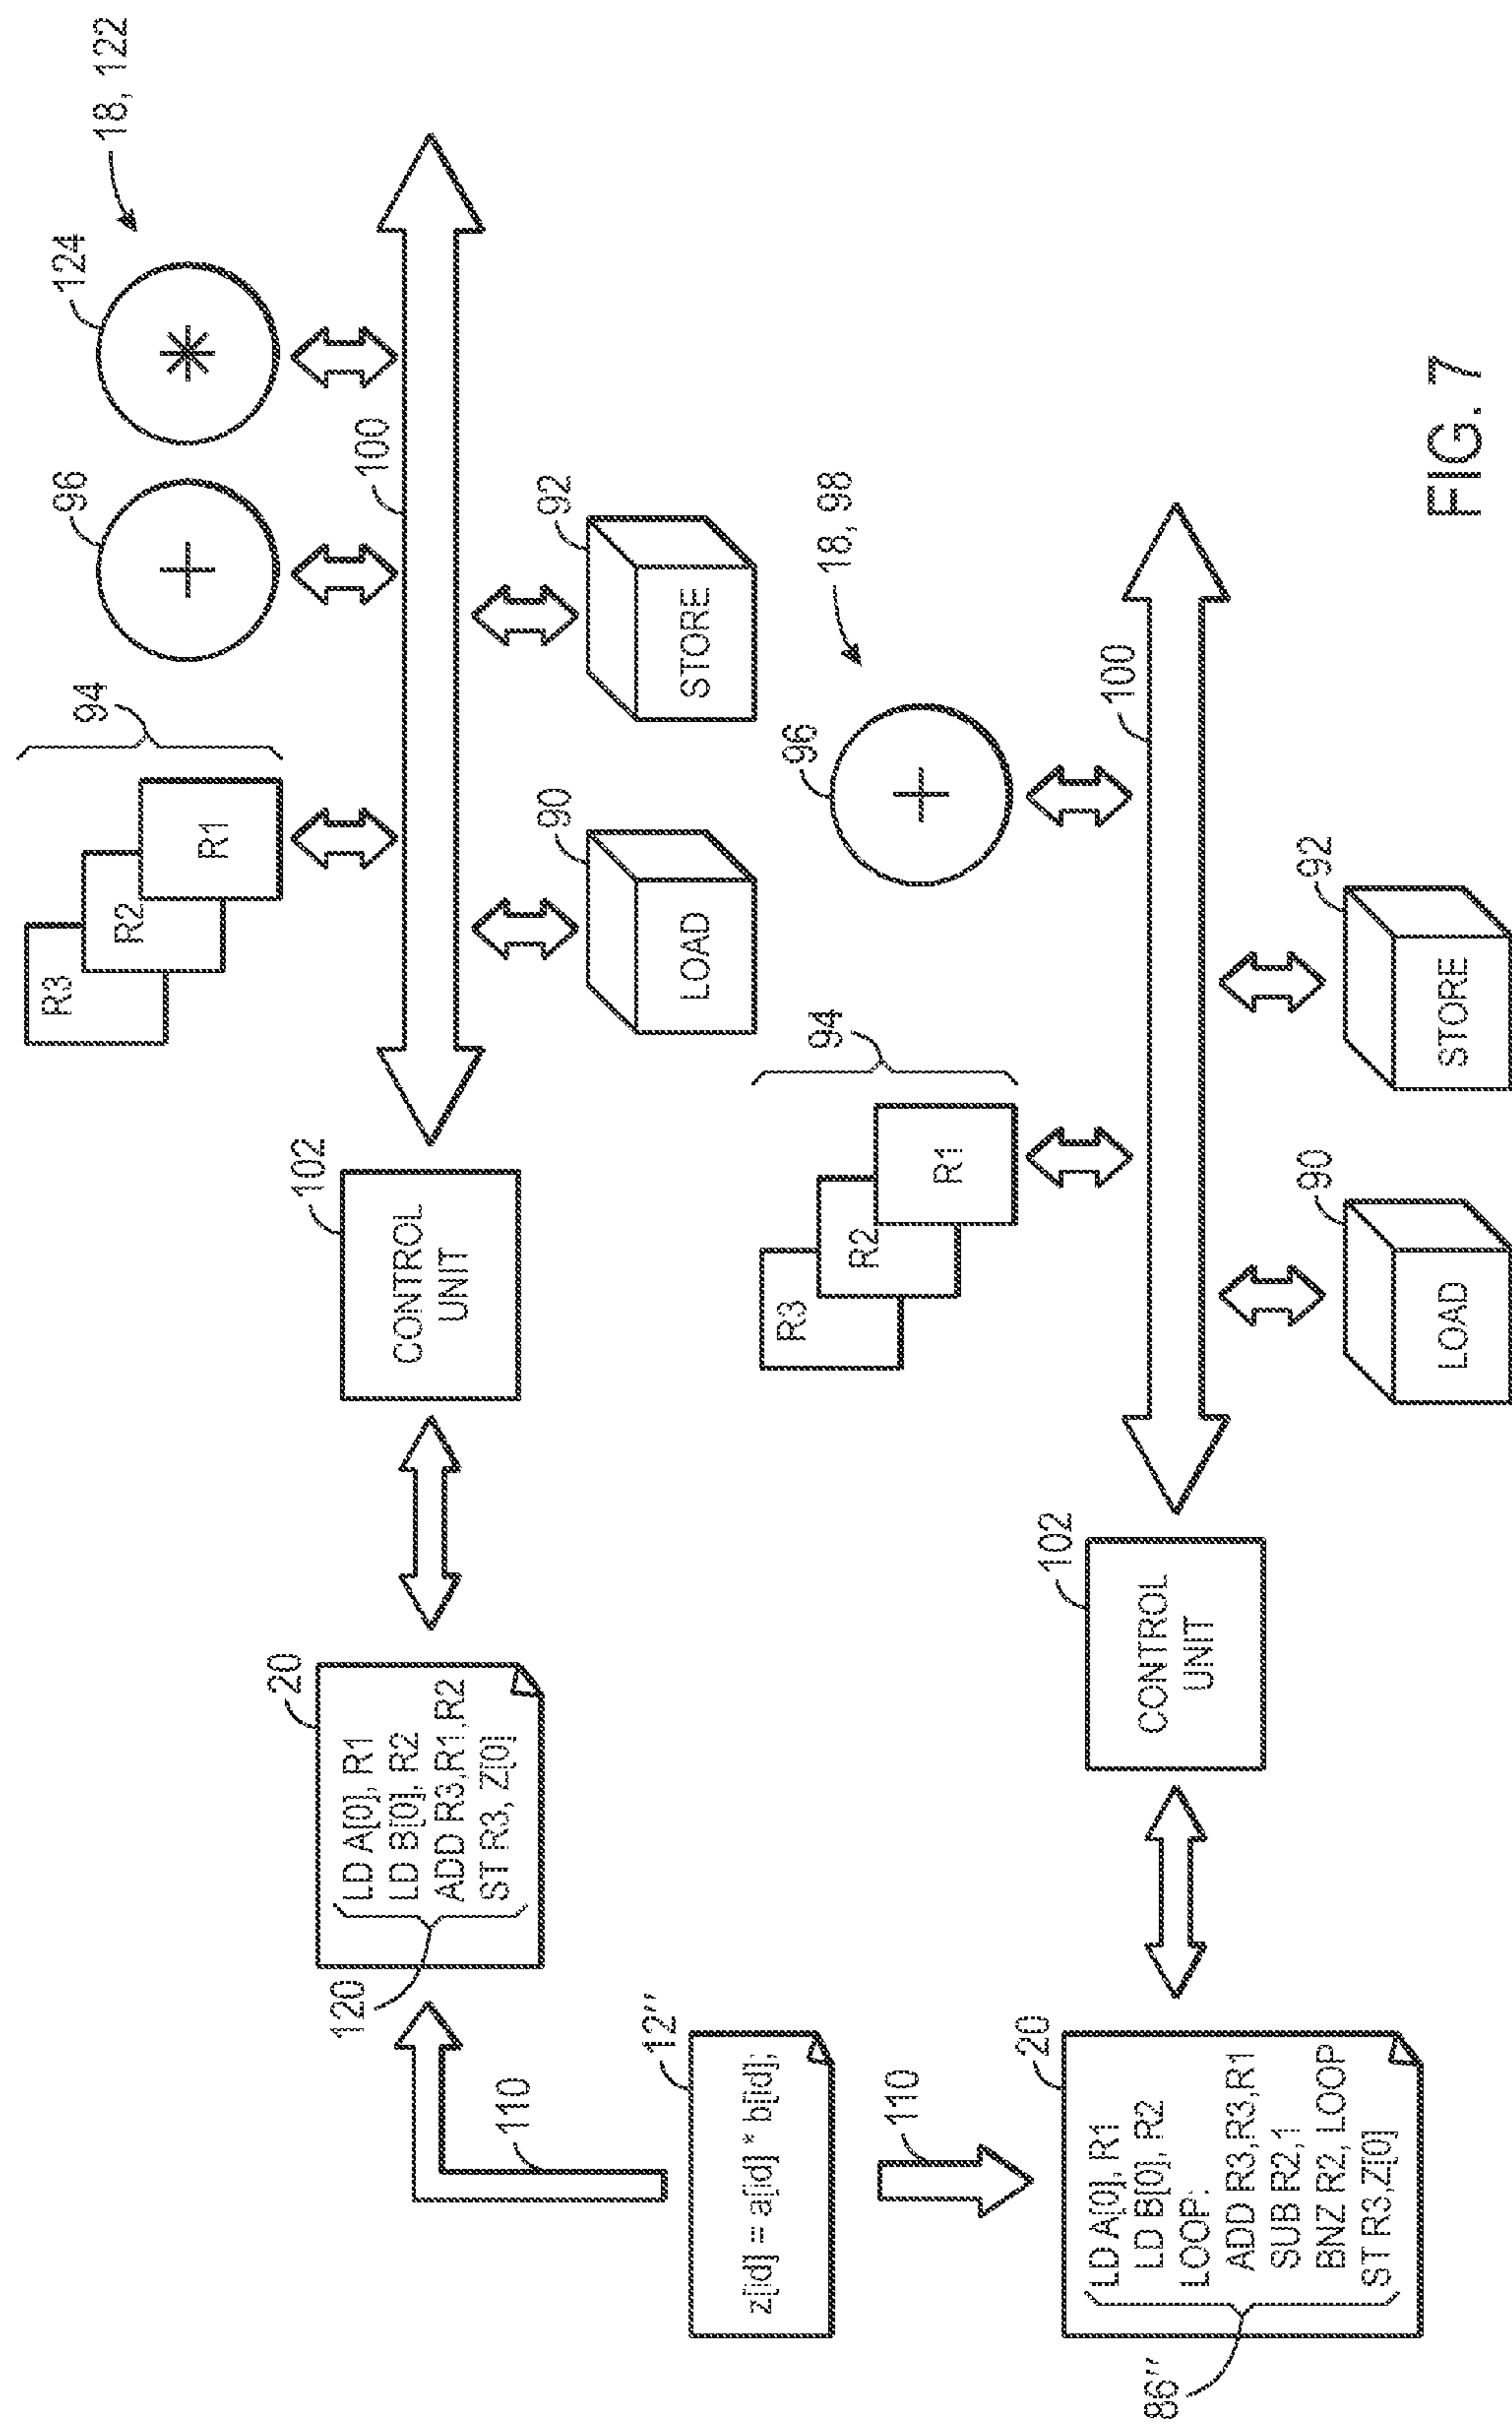 18, 122
124
96
94
R3
R2
R1
100
102
CONTROL
UNIT
LOAD
90
STORE
92
20
LD A[0], R1
LD B[0], R2
ADD R3,R1,R2
ST R3, Z[0]
120
110
12''
z[id] = a[id] * b[id];
110
20
LD A[0], R1
LD B[0], R2
LOOP:
ADD R3,R3,R1
SUB R2,1
BNZ R2, LOOP
ST R3,Z[0]
86''
102
CONTROL
UNIT
94
R3
R2
R1
96
18, 98
100
LOAD
90
STORE
92
FIG. 7